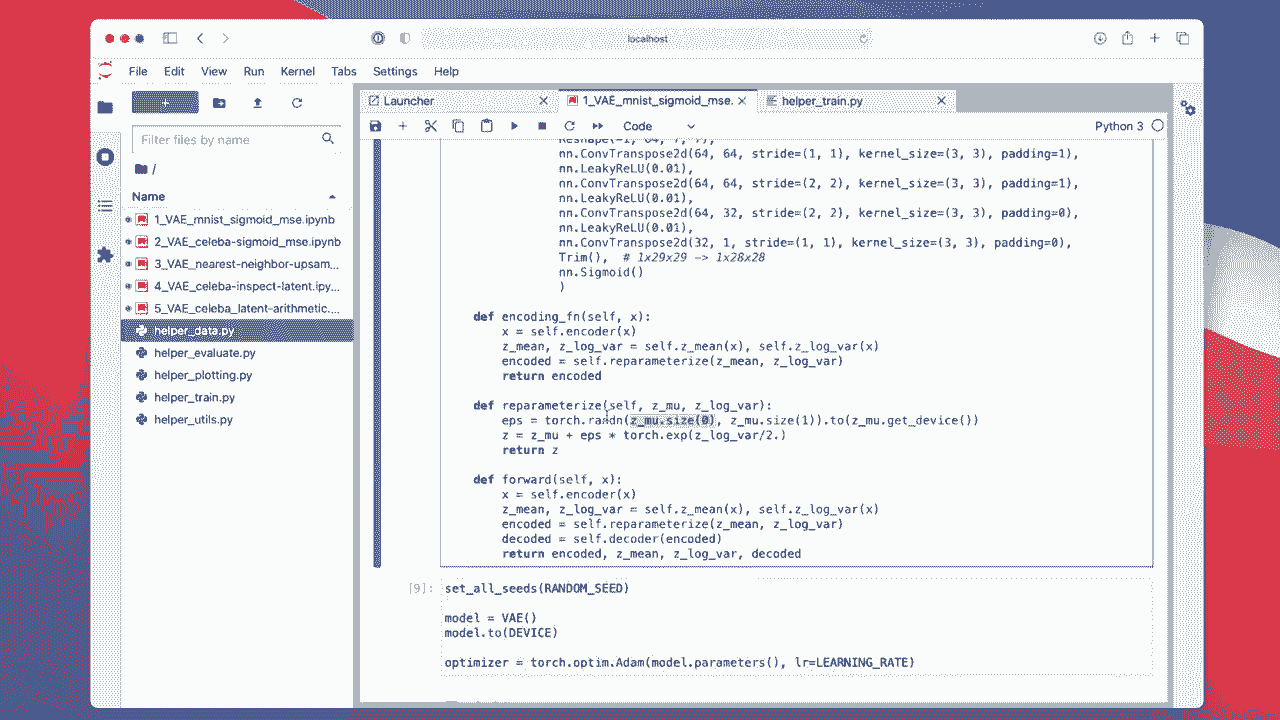 localhost
File Edit View Run Kernel Tabs Settings Help
Launcher
1_VAE_mnist_sigmoid_mse.
helper_train.py
Filter files by name
Code
Python 3
/
Name
1_VAE_mnist_sigmoid_mse.ipynb
2_VAE_celeba-sigmoid_mse.ipynb
3_VAE_nearest-neighbor-upsam...
4_VAE_celeba-inspect-latent.ipy...
5_VAE_celeba_latent-arithmetic....
helper_data.py
helper_evaluate.py
helper_plotting.py
helper_train.py
helper_utils.py
Reshape(-1, 64, 7, 7),
nn.ConvTranspose2d(64, 64, stride=(1, 1), kernel_size=(3, 3), padding=1),
nn.LeakyReLU(0.01),
nn.ConvTranspose2d(64, 64, stride=(2, 2), kernel_size=(3, 3), padding=1),
nn.LeakyReLU(0.01),
nn.ConvTranspose2d(64, 32, stride=(2, 2), kernel_size=(3, 3), padding=0),
nn.LeakyReLU(0.01),
nn.ConvTranspose2d(32, 1, stride=(1, 1), kernel_size=(3, 3), padding=0),
Trim(), # 1x29x29 -> 1x28x28
nn.Sigmoid()
)
def encoding_fn(self, x):
x = self.encoder(x)
z_mean, z_log_var = self.z_mean(x), self.z_log_var(x)
encoded = self.reparameterize(z_mean, z_log_var)
return encoded
def reparameterize(self, z_mu, z_log_var):
eps = torch.randn(z_mu.size(0), z_mu.size(1)).to(z_mu.get_device())
z = z_mu + eps * torch.exp(z_log_var/2.)
return z
def forward(self, x):
x = self.encoder(x)
z_mean, z_log_var = self.z_mean(x), self.z_log_var(x)
encoded = self.reparameterize(z_mean, z_log_var)
decoded = self.decoder(encoded)
return encoded, z_mean, z_log_var, decoded
[9]:
set_all_seeds(RANDOM_SEED)
model = VAE()
model.to(DEVICE)
optimizer = torch.optim.Adam(model.parameters(), lr=LEARNING_RATE)